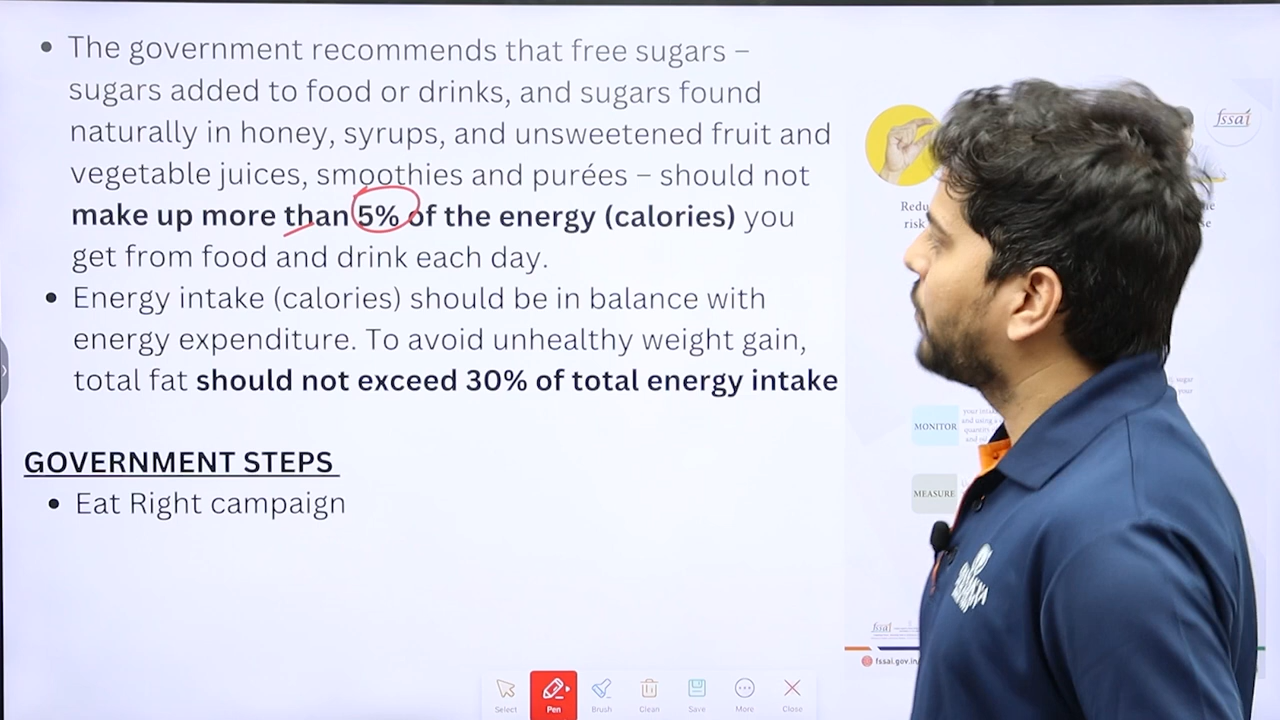 The government recommends that free sugars –
sugars added to food or drinks, and sugars found
naturally in honey, syrups, and unsweetened fruit and
vegetable juices, smoothies and purées – should not
make up more than 5% of the energy (calories) you
get from food and drink each day.
Energy intake (calories) should be in balance with
energy expenditure. To avoid unhealthy weight gain,
total fat should not exceed 30% of total energy intake
GOVERNMENT STEPS
Eat Right campaign
fssai
risk
MONITOR
MEASURE
fssai
fssai.gov.in
Select
Pen
Brush
Clean
Save
More
Close